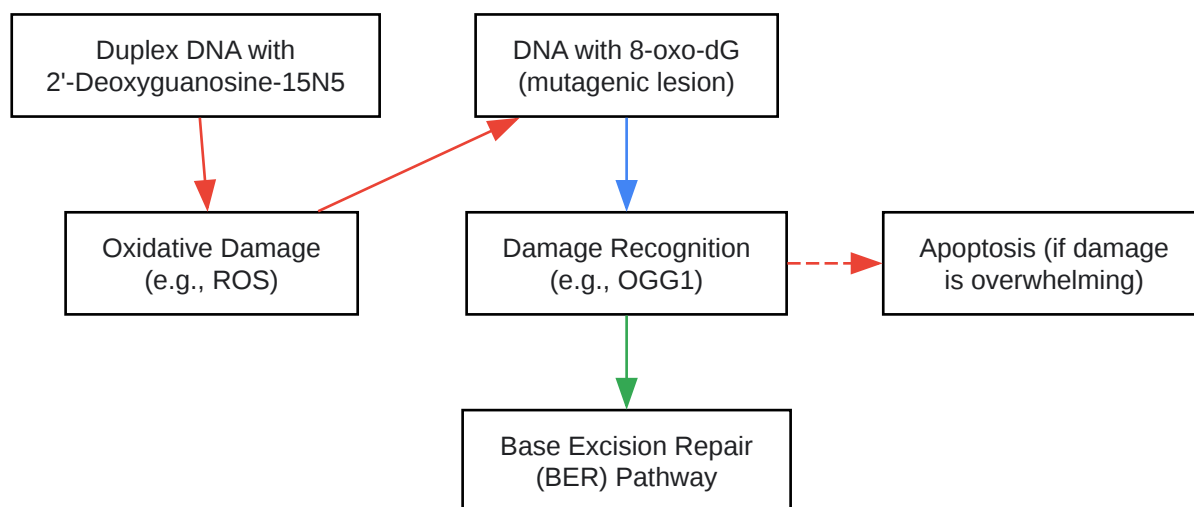 Duplex DNA with
2'-Deoxyguanosine-15N5
DNA with 8-oxo-dG
(mutagenic lesion)
Oxidative Damage
(e.g., ROS)
Damage Recognition
(e.g., OGG1)
Apoptosis (if damage
is overwhelming)
Base Excision Repair
(BER) Pathway